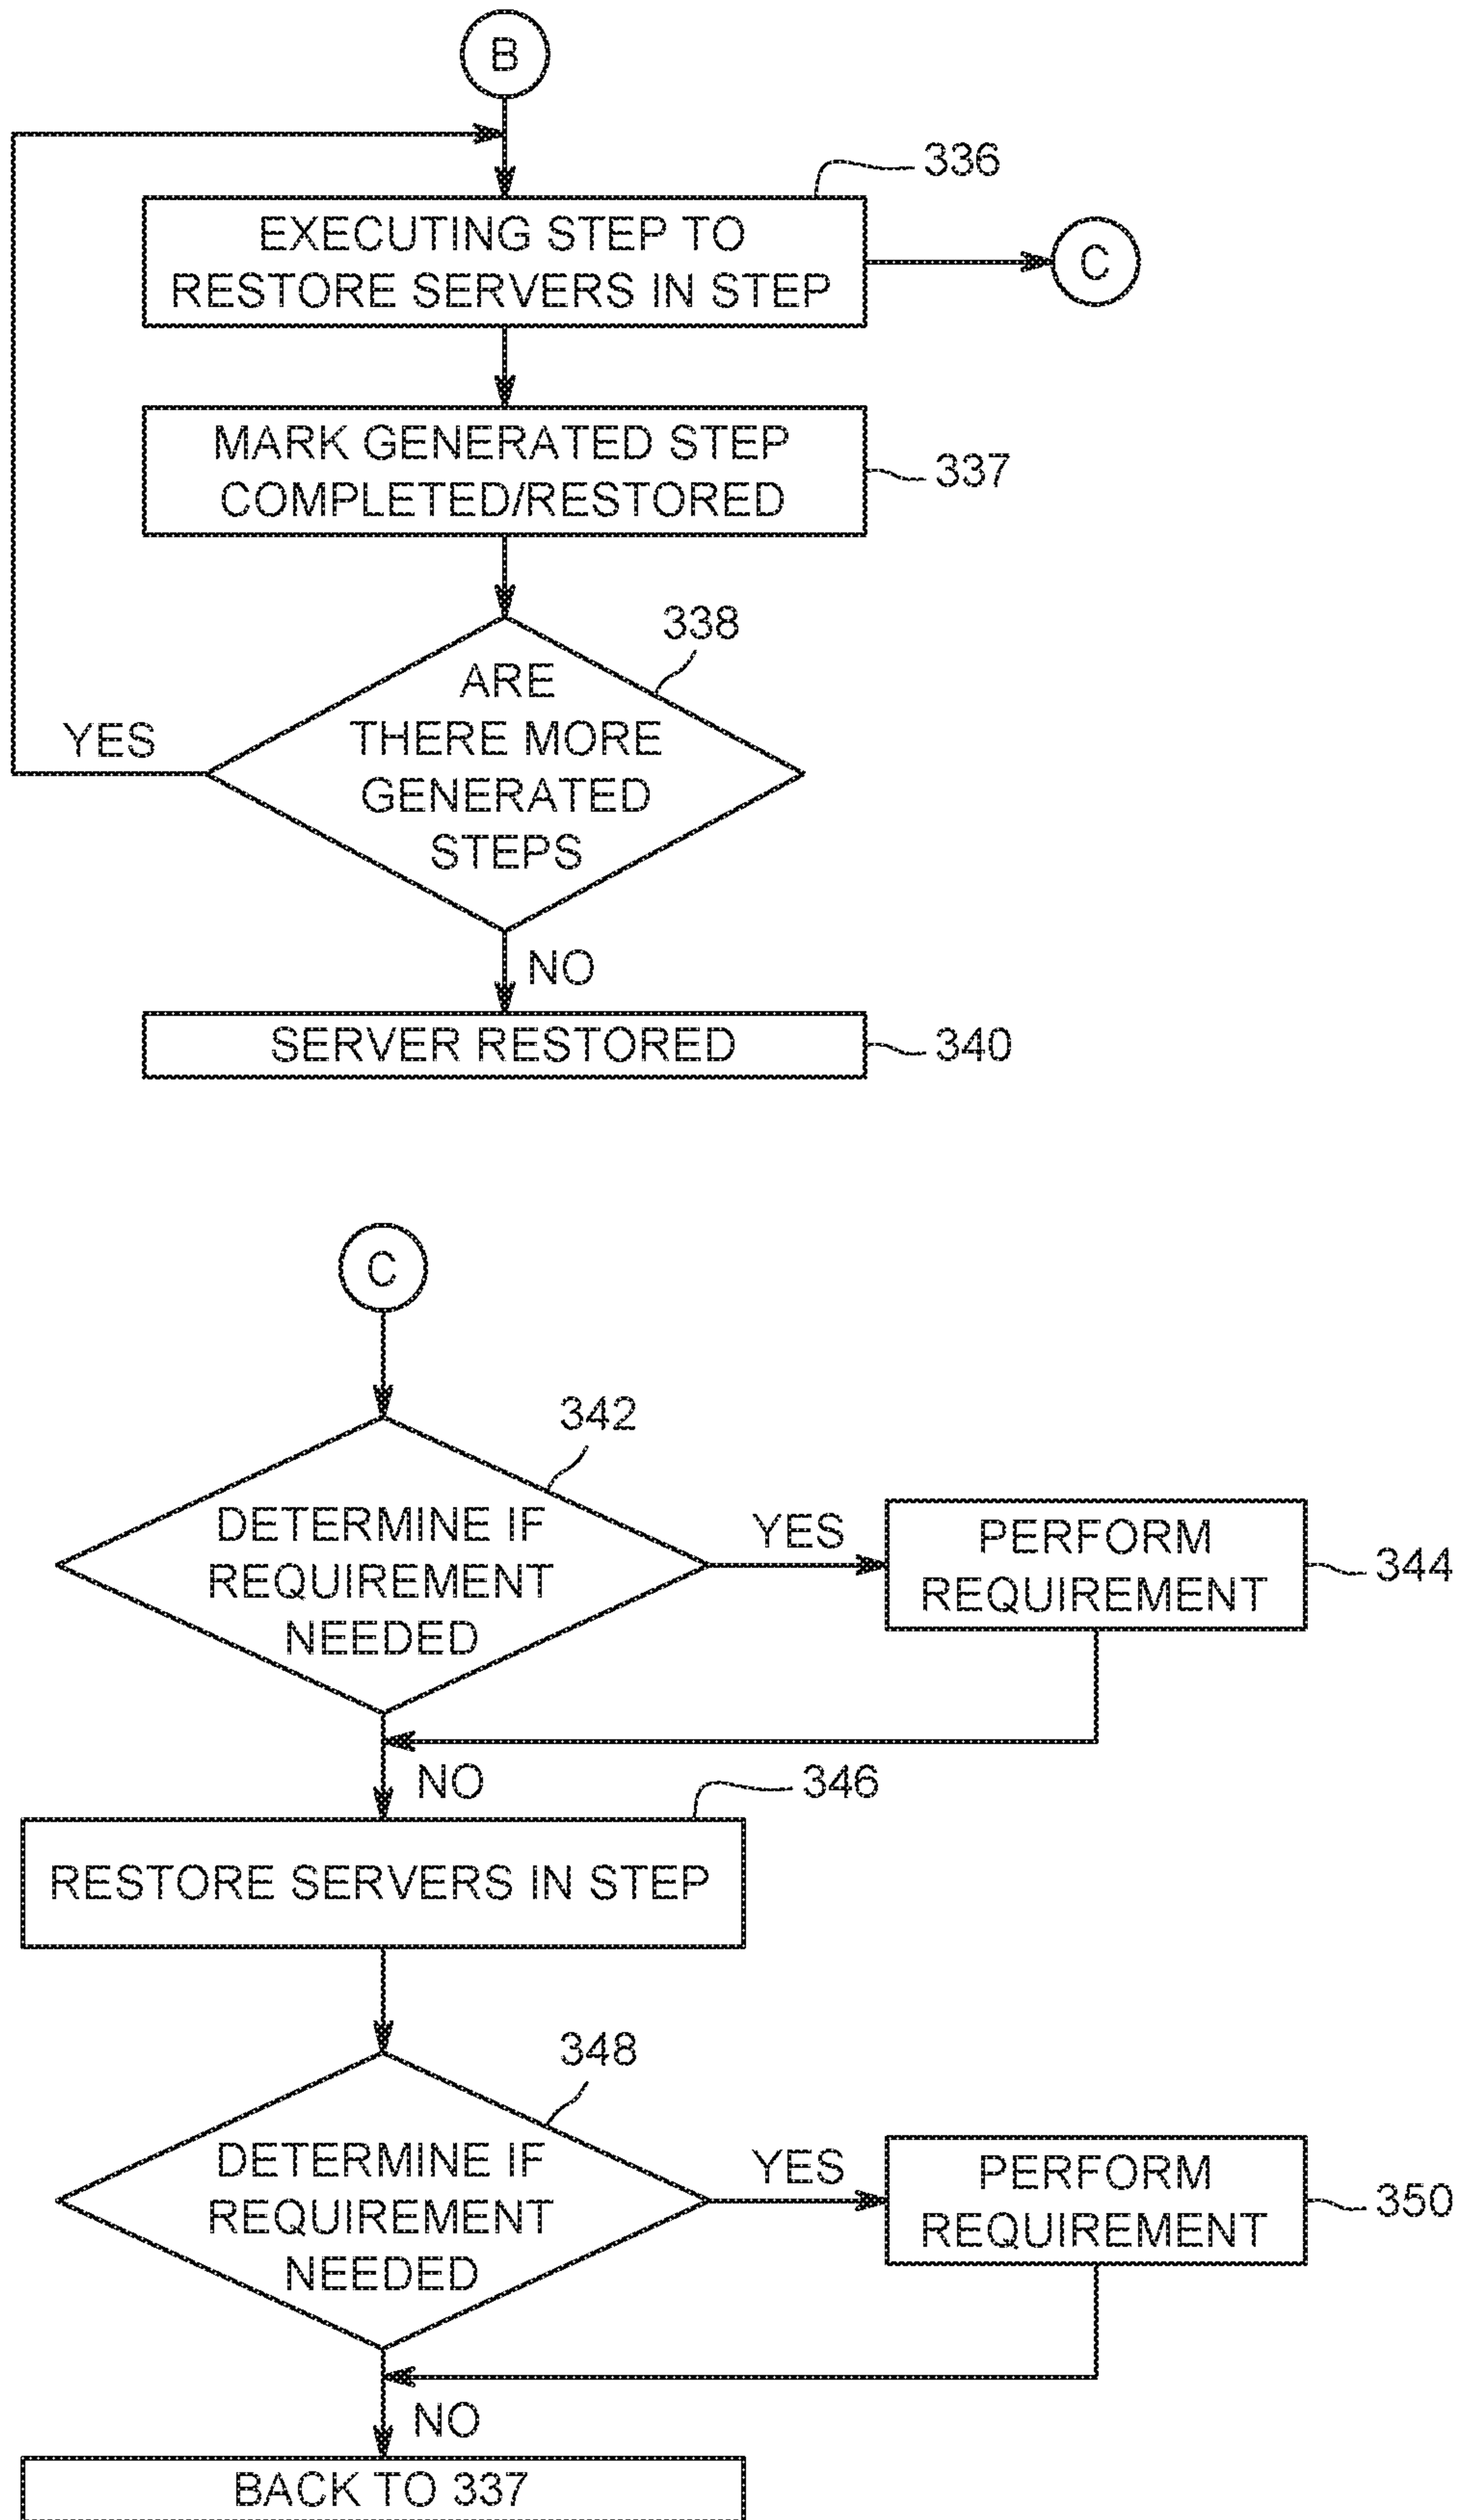 B
336
EXECUTING STEP TO
RESTORE SERVERS IN STEP
C
MARK GENERATED STEP
COMPLETED/RESTORED
337
338
ARE
THERE MORE
GENERATED
STEPS
YES
NO
SERVER RESTORED
340
C
342
DETERMINE IF
REQUIREMENT
NEEDED
YES
PERFORM
REQUIREMENT
344
NO
346
RESTORE SERVERS IN STEP
348
DETERMINE IF
REQUIREMENT
NEEDED
YES
PERFORM
REQUIREMENT
350
NO
BACK TO 337